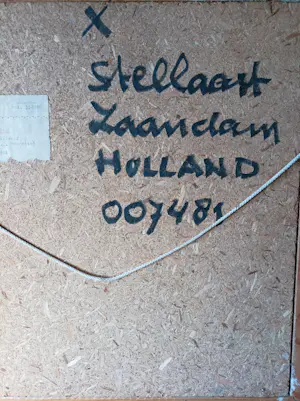 X
Stellaart
Zaandam
HOLLAND
007481